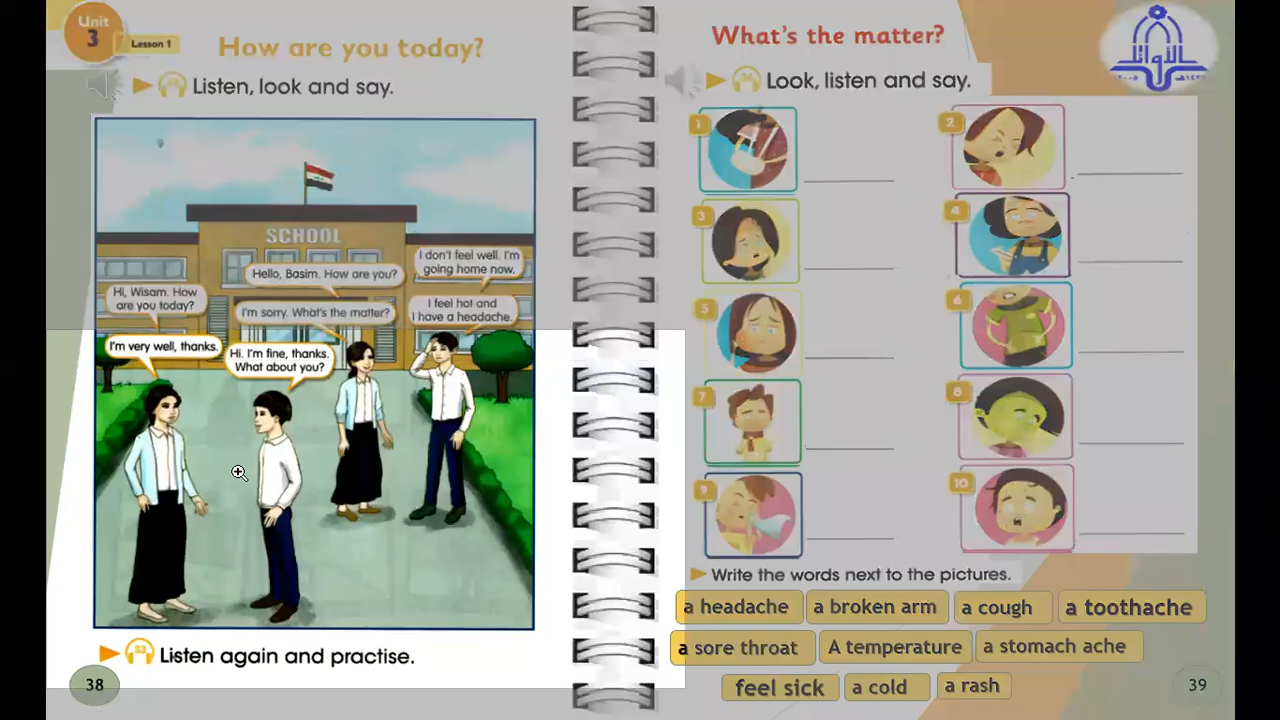 Unit
3
Lesson 1
How are you today?
Listen, look and say.
SCHOOL
Hi, Wisam. How
are you today?
I'm very well, thanks.
Hello, Basim. How are you?
Hi. I'm fine, thanks.
What about you?
I don't feel well. I'm
going home now.
I'm sorry. What's the matter?
I feel hot and
I have a headache.
33
Listen again and practise.
38
What's the matter?
Look, listen and say.
الأوائل
1
2
3
4
5
6
7
8
9
10
Write the words next to the pictures.
a headache
a broken arm
a cough
a toothache
a sore throat
A temperature
a stomach ache
feel sick
a cold
a rash
39